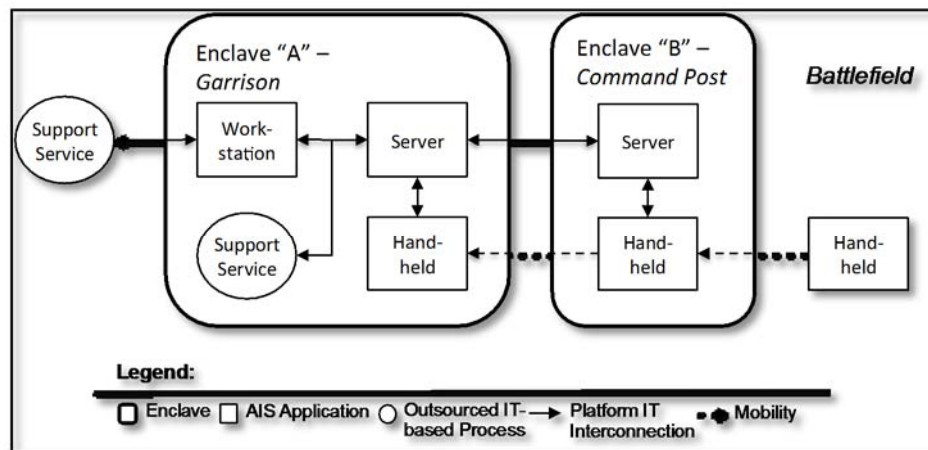 Enclave “A” –
Garrison
Enclave “B” –
Command Post
Battlefield
Support
Service
Work-
station
Server
Server
Support
Service
Hand-
held
Hand-
held
Hand-
held
Legend:
Enclave
AIS Application
Outsourced IT-
based Process
Platform IT
Interconnection
Mobility